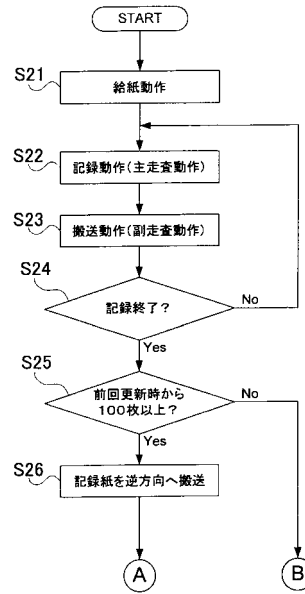 START
S21
給紙動作
S22
記録動作(主走査動作)
S23
搬送動作(副走査動作)
S24
記録終了?
No
Yes
S25
前回更新時から
100枚以上?
No
Yes
S26
記録紙を逆方向へ搬送
A
B